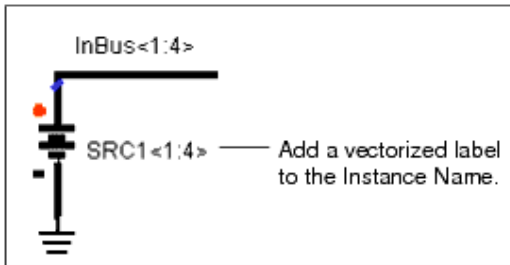 InBus<1:4>
SRC1<1:4>
Add a vectorized label
to the Instance Name.